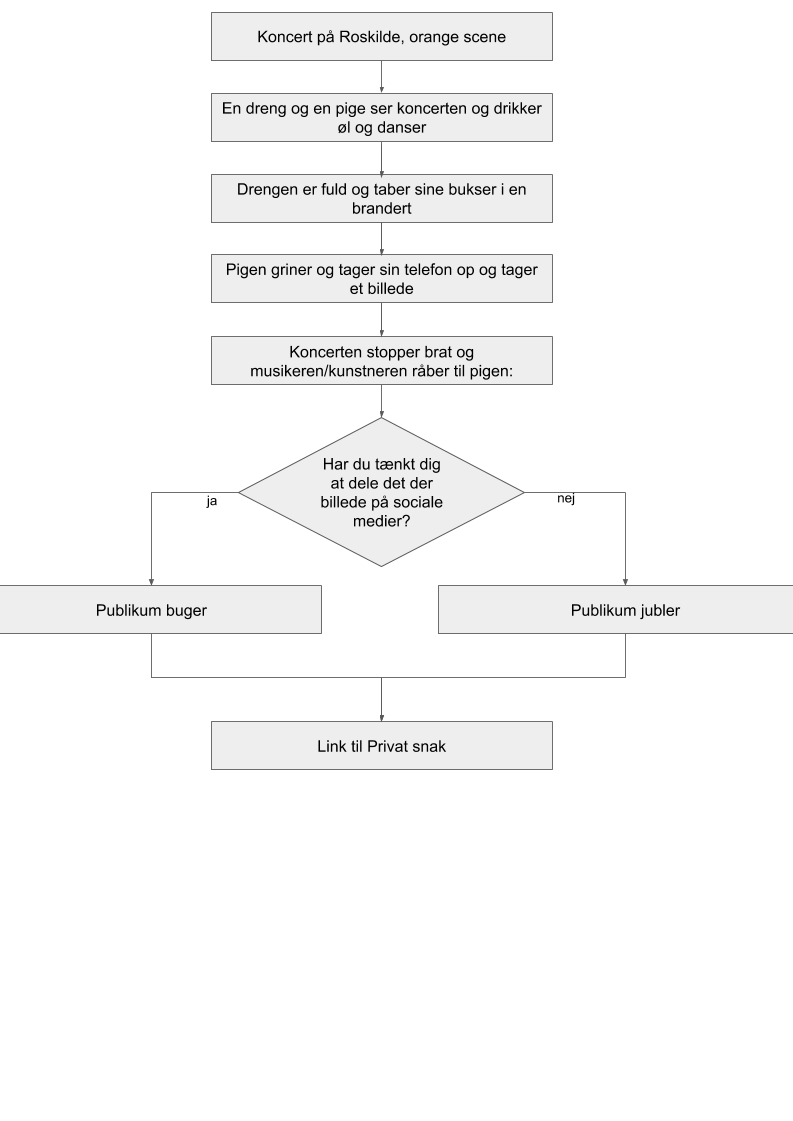 Koncert på Roskilde, orange scene
En dreng og en pige ser koncerten og drikker
øl og danser
Drengen er fuld og taber sine bukser i en
brandert
Pigen griner og tager sin telefon op og tager
et billede
Koncerten stopper brat og
musikeren/kunstneren råber til pigen:
Har du tænkt dig
at dele det der
billede på sociale
medier?
ja
nej
Publikum buger
Publikum jubler
Link til Privat snak